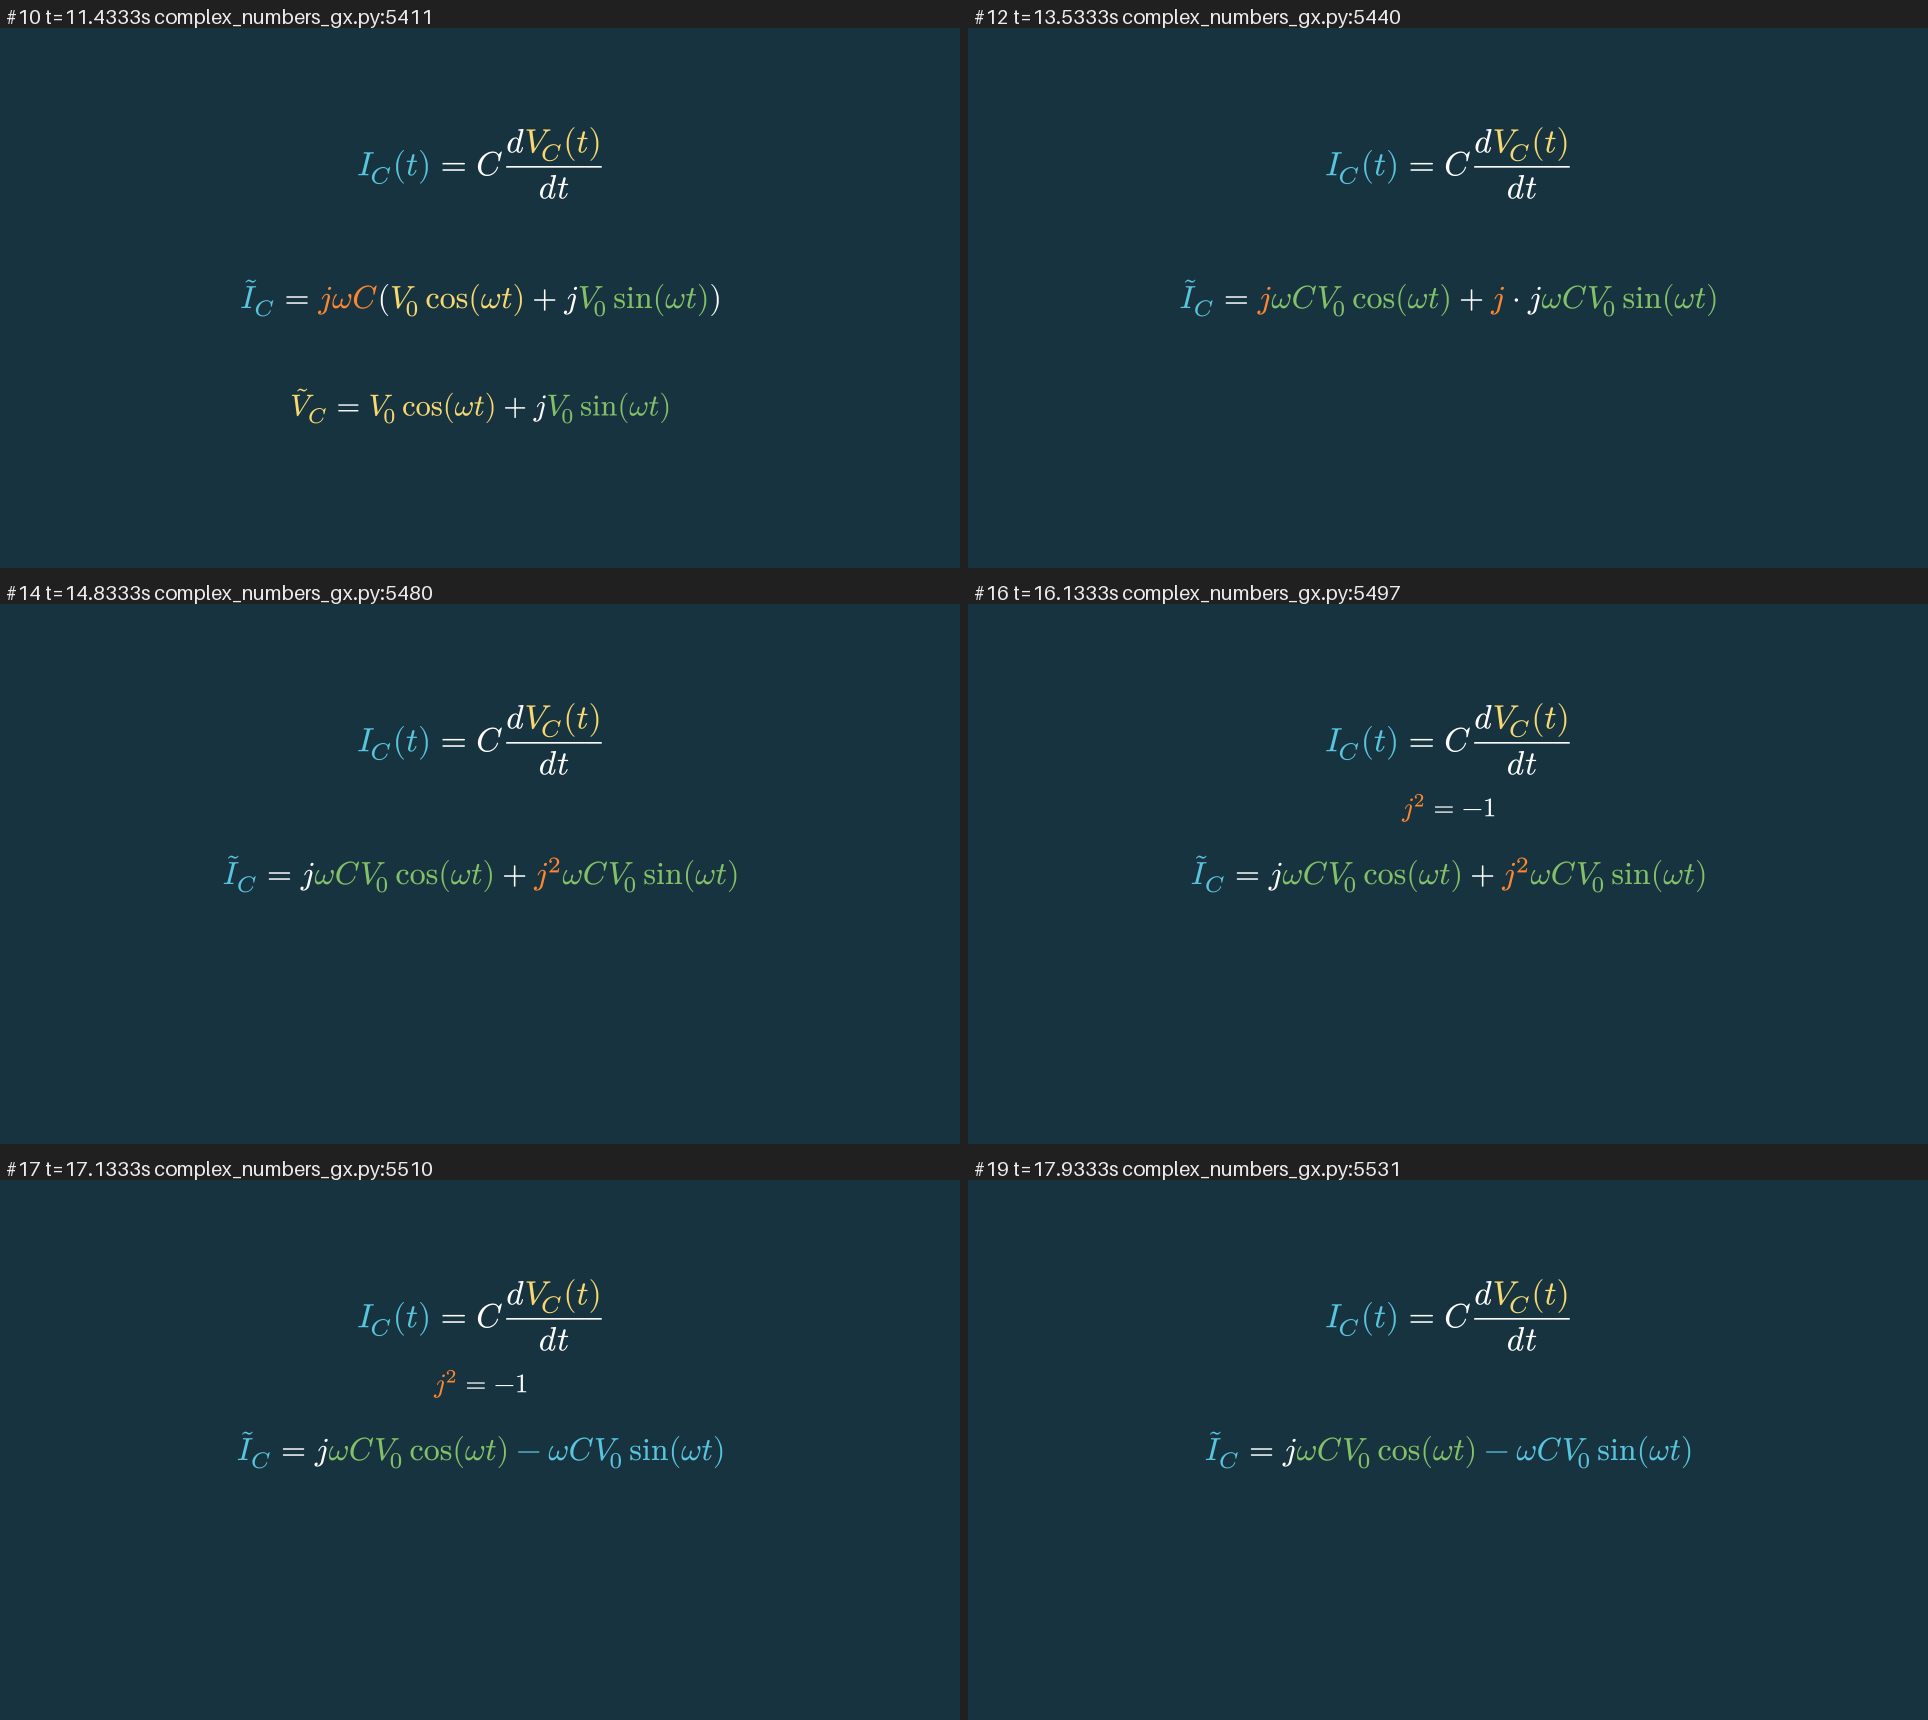 #10 t=11.4333s complex_numbers_gx.py:5411
I_C(t) = C dV_C(t)/dt
Ĩ_C = jωC(V_0 cos(ωt) + jV_0 sin(ωt))
Ṽ_C = V_0 cos(ωt) + jV_0 sin(ωt)
#12 t=13.5333s complex_numbers_gx.py:5440
I_C(t) = C dV_C(t)/dt
Ĩ_C = jωCV_0 cos(ωt) + j · jωCV_0 sin(ωt)
#14 t=14.8333s complex_numbers_gx.py:5480
I_C(t) = C dV_C(t)/dt
Ĩ_C = jωCV_0 cos(ωt) + j²ωCV_0 sin(ωt)
#16 t=16.1333s complex_numbers_gx.py:5497
I_C(t) = C dV_C(t)/dt
j² = −1
Ĩ_C = jωCV_0 cos(ωt) + j²ωCV_0 sin(ωt)
#17 t=17.1333s complex_numbers_gx.py:5510
I_C(t) = C dV_C(t)/dt
j² = −1
Ĩ_C = jωCV_0 cos(ωt) − ωCV_0 sin(ωt)
#19 t=17.9333s complex_numbers_gx.py:5531
I_C(t) = C dV_C(t)/dt
Ĩ_C = jωCV_0 cos(ωt) − ωCV_0 sin(ωt)